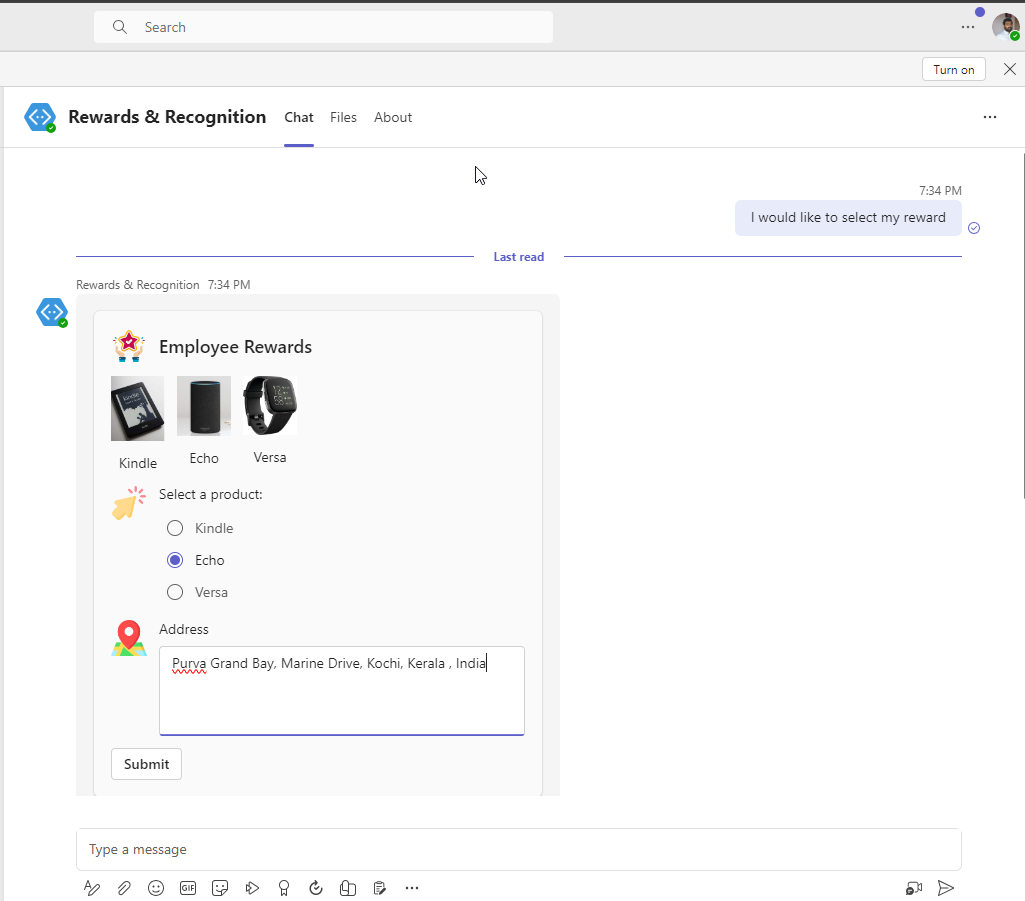 Search
Turn on
Rewards & Recognition Chat Files About
7:34 PM
I would like to select my reward
Last read
Rewards & Recognition 7:34 PM
Employee Rewards
kindle
Kindle
Echo
Versa
Select a product:
Kindle
Echo
Versa
Address
Purva Grand Bay, Marine Drive, Kochi, Kerala , India
Submit
Type a message
GIF